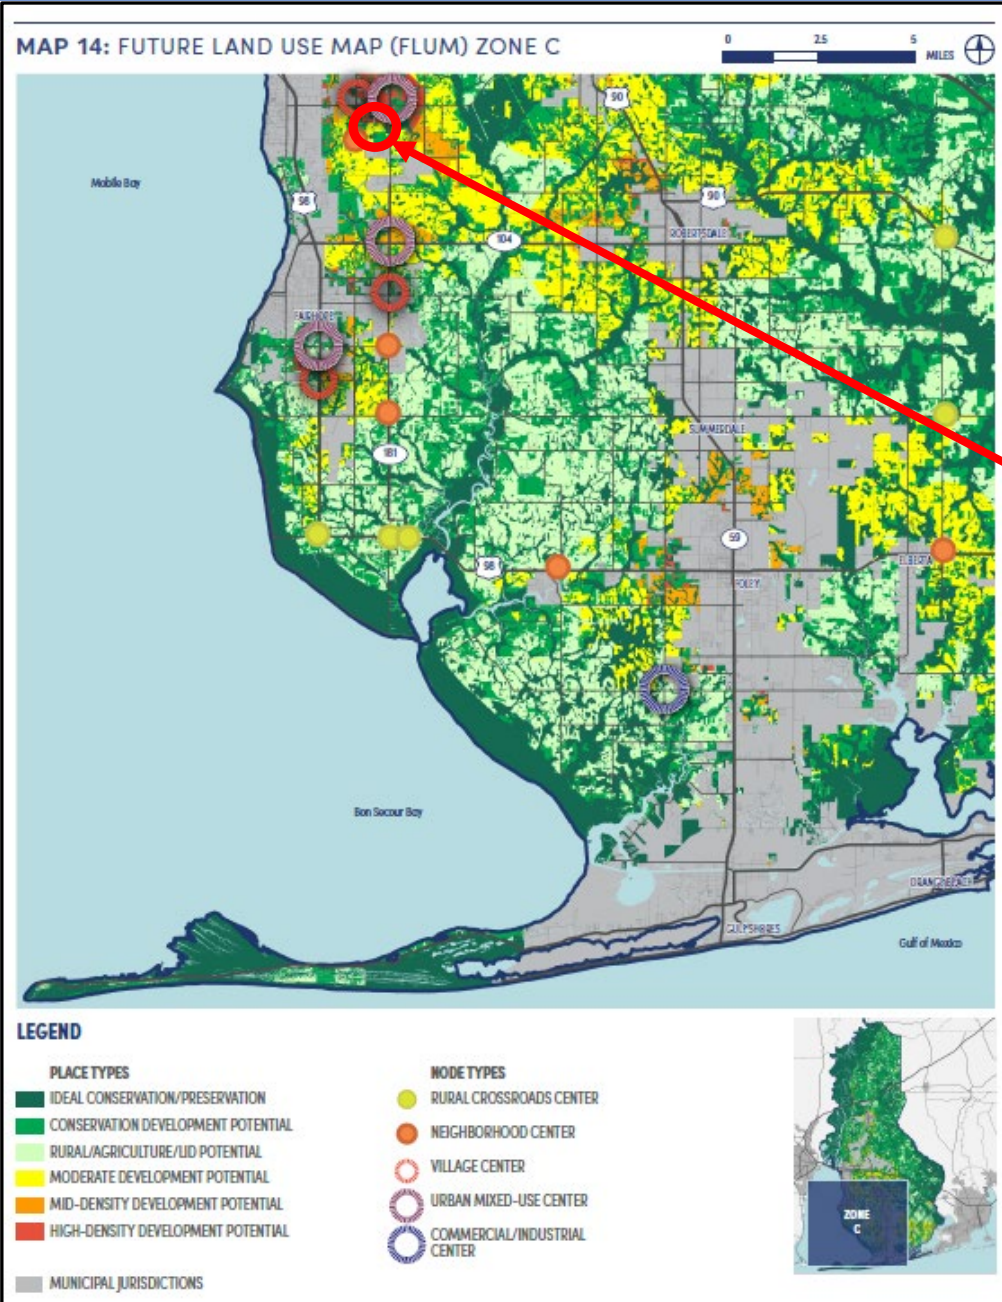 MAP 14: FUTURE LAND USE MAP (FLUM) ZONE C
0 2.5 5
MILES
90
Mobile Bay
98
90
104
ROBERTSDALE
FAIRHOPE
SUMMERDALE
181
59
98
ELBERTA
FOLEY
Bon Secour Bay
ORANGE BEACH
GULF SHORES
Gulf of Mexico
LEGEND
PLACE TYPES
IDEAL CONSERVATION/PRESERVATION
CONSERVATION DEVELOPMENT POTENTIAL
RURAL/AGRICULTURE/LID POTENTIAL
MODERATE DEVELOPMENT POTENTIAL
MID-DENSITY DEVELOPMENT POTENTIAL
HIGH-DENSITY DEVELOPMENT POTENTIAL
MUNICIPAL JURISDICTIONS
NODE TYPES
RURAL CROSSROADS CENTER
NEIGHBORHOOD CENTER
VILLAGE CENTER
URBAN MIXED-USE CENTER
COMMERCIAL/INDUSTRIAL
CENTER
ZONE
C